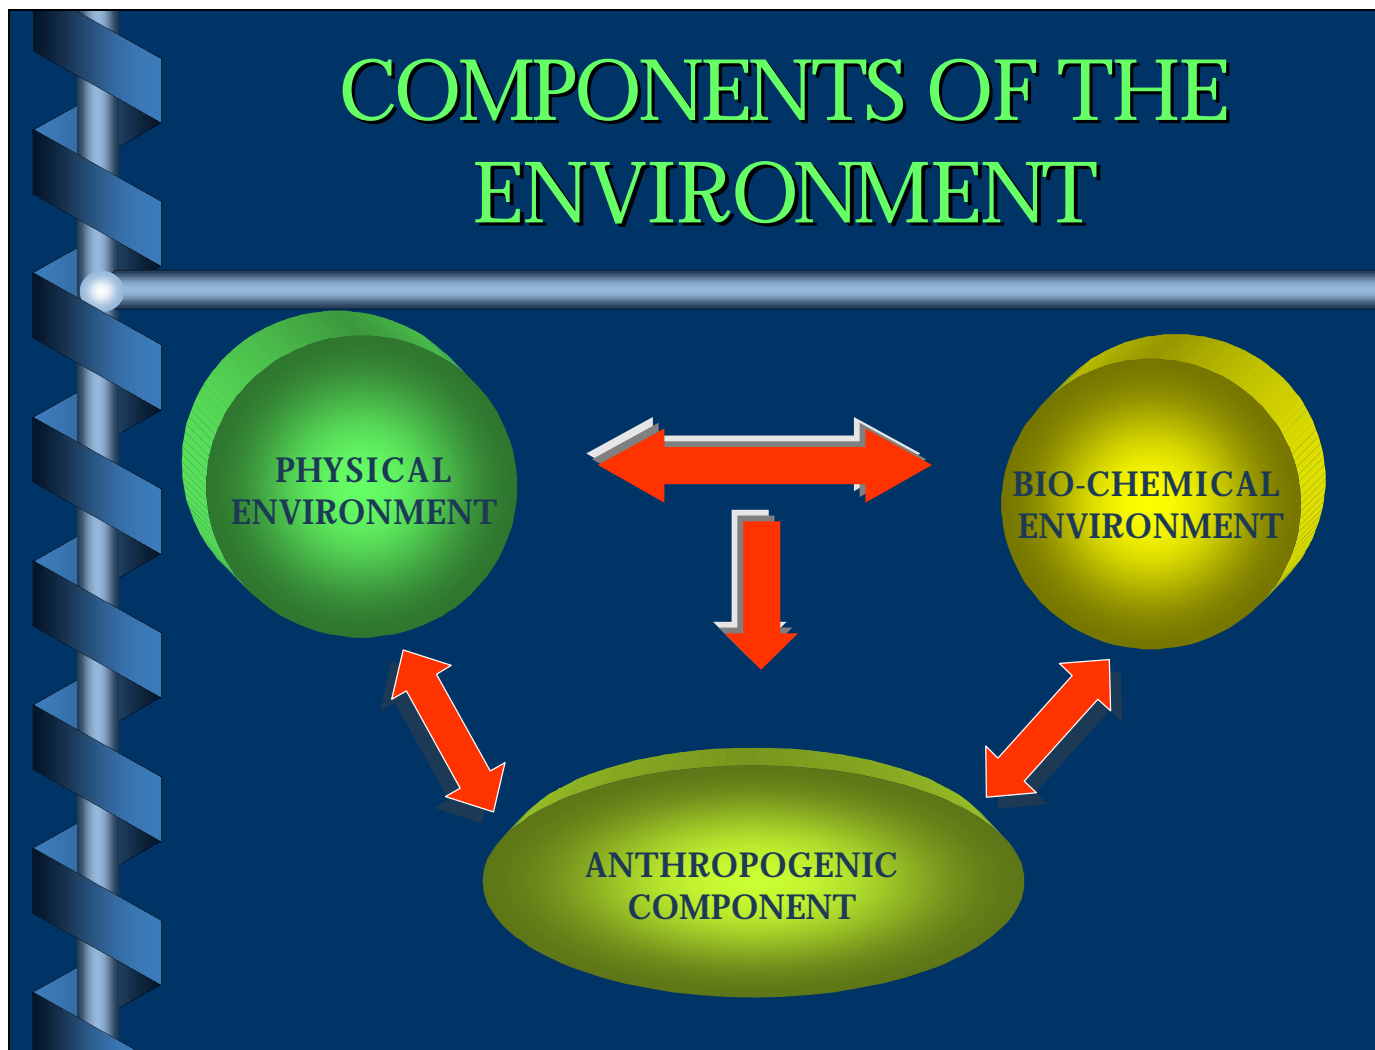 COMPONENTS OF THE
ENVIRONMENT
PHYSICAL
ENVIRONMENT
BIO-CHEMICAL
ENVIRONMENT
ANTHROPOGENIC
COMPONENT